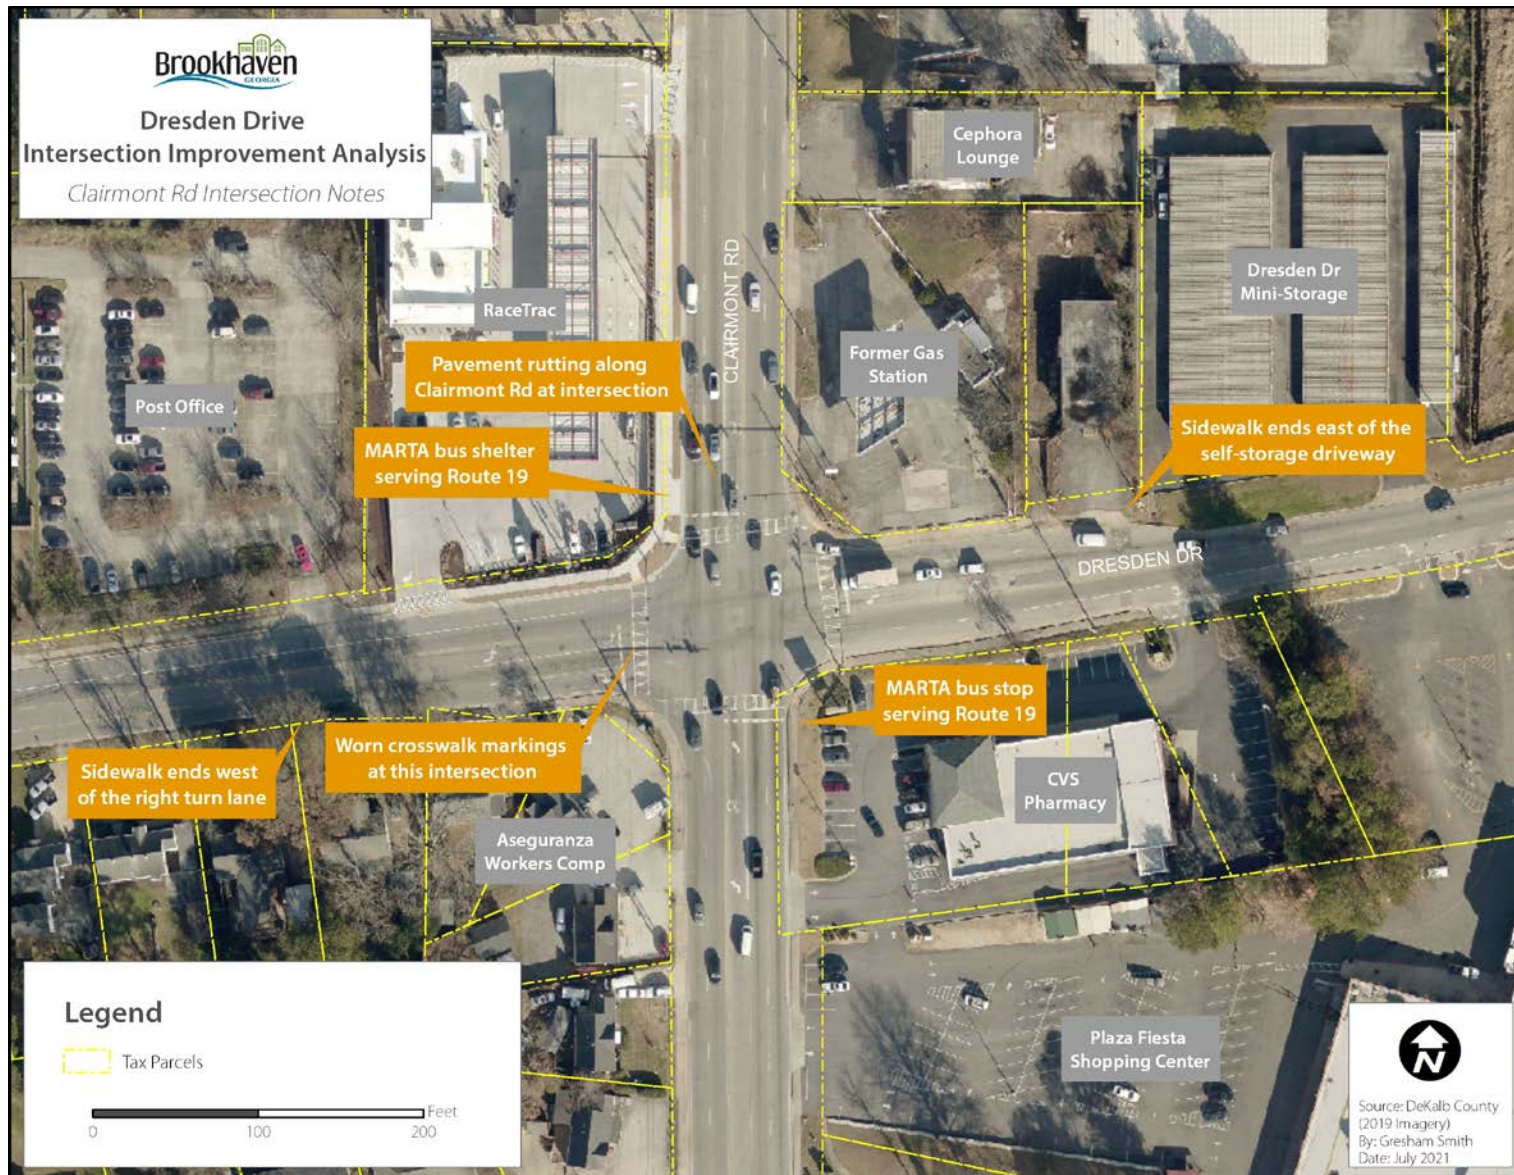 Brookhaven
GEORGIA
Dresden Drive
Intersection Improvement Analysis
Clairmont Rd Intersection Notes
Cephora
Lounge
CLAIRMONT RD
RaceTrac
Dresden Dr
Mini-Storage
Former Gas
Station
Post Office
Pavement rutting along
Clairmont Rd at intersection
MARTA bus shelter
serving Route 19
Sidewalk ends east of the
self-storage driveway
DRESDEN DR
MARTA bus stop
serving Route 19
Worn crosswalk markings
at this intersection
Sidewalk ends west
of the right turn lane
CVS
Pharmacy
Aseguranza
Workers Comp
Plaza Fiesta
Shopping Center
Legend
Tax Parcels
Feet
0 100 200
N
Source: DeKalb County
(2019 Imagery)
By: Gresham Smith
Date: July 2021